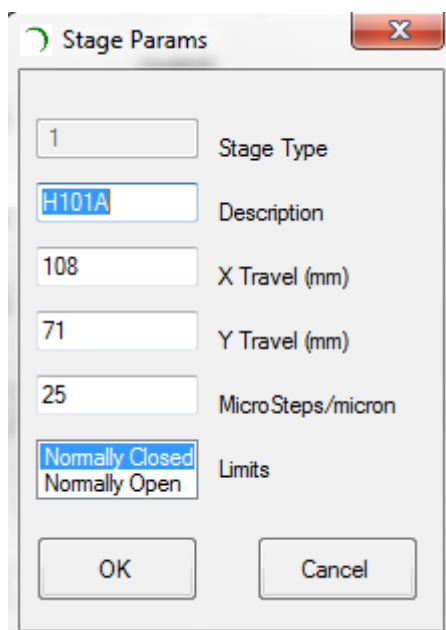 Stage Params
1
Stage Type
H101A
Description
108
X Travel (mm)
71
Y Travel (mm)
25
MicroSteps/micron
Normally Closed
Normally Open
Limits
OK
Cancel